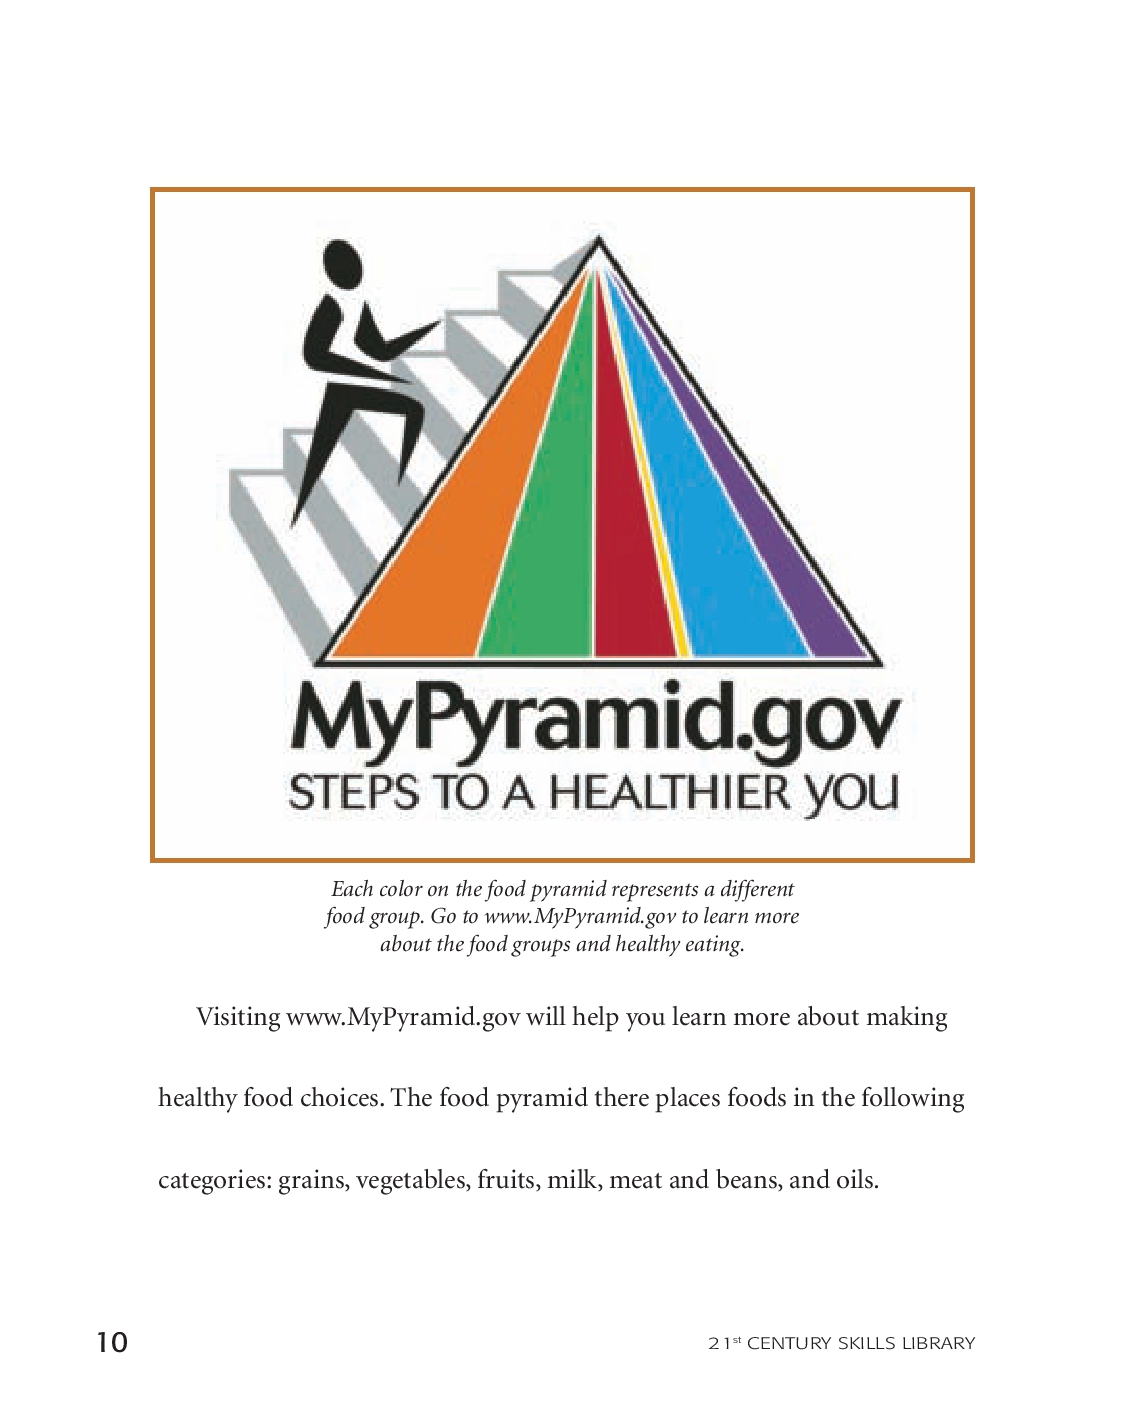 MyPyramid.gov
STEPS TO A HEALTHIER YOU
Each color on the food pyramid represents a different
food group. Go to www.MyPyramid.gov to learn more
about the food groups and healthy eating.
Visiting www.MyPyramid.gov will help you learn more about making
healthy food choices. The food pyramid there places foods in the following
categories: grains, vegetables, fruits, milk, meat and beans, and oils.
10
21st CENTURY SKILLS LIBRARY